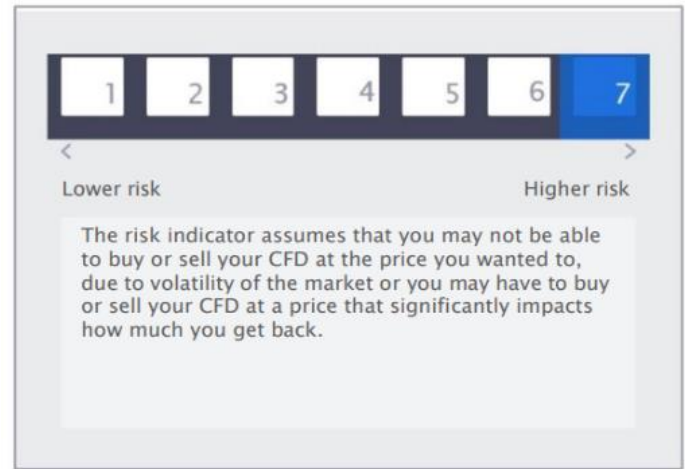 1 2 3 4 5 6 7
< >
Lower risk Higher risk
The risk indicator assumes that you may not be able
to buy or sell your CFD at the price you wanted to,
due to volatility of the market or you may have to buy
or sell your CFD at a price that significantly impacts
how much you get back.